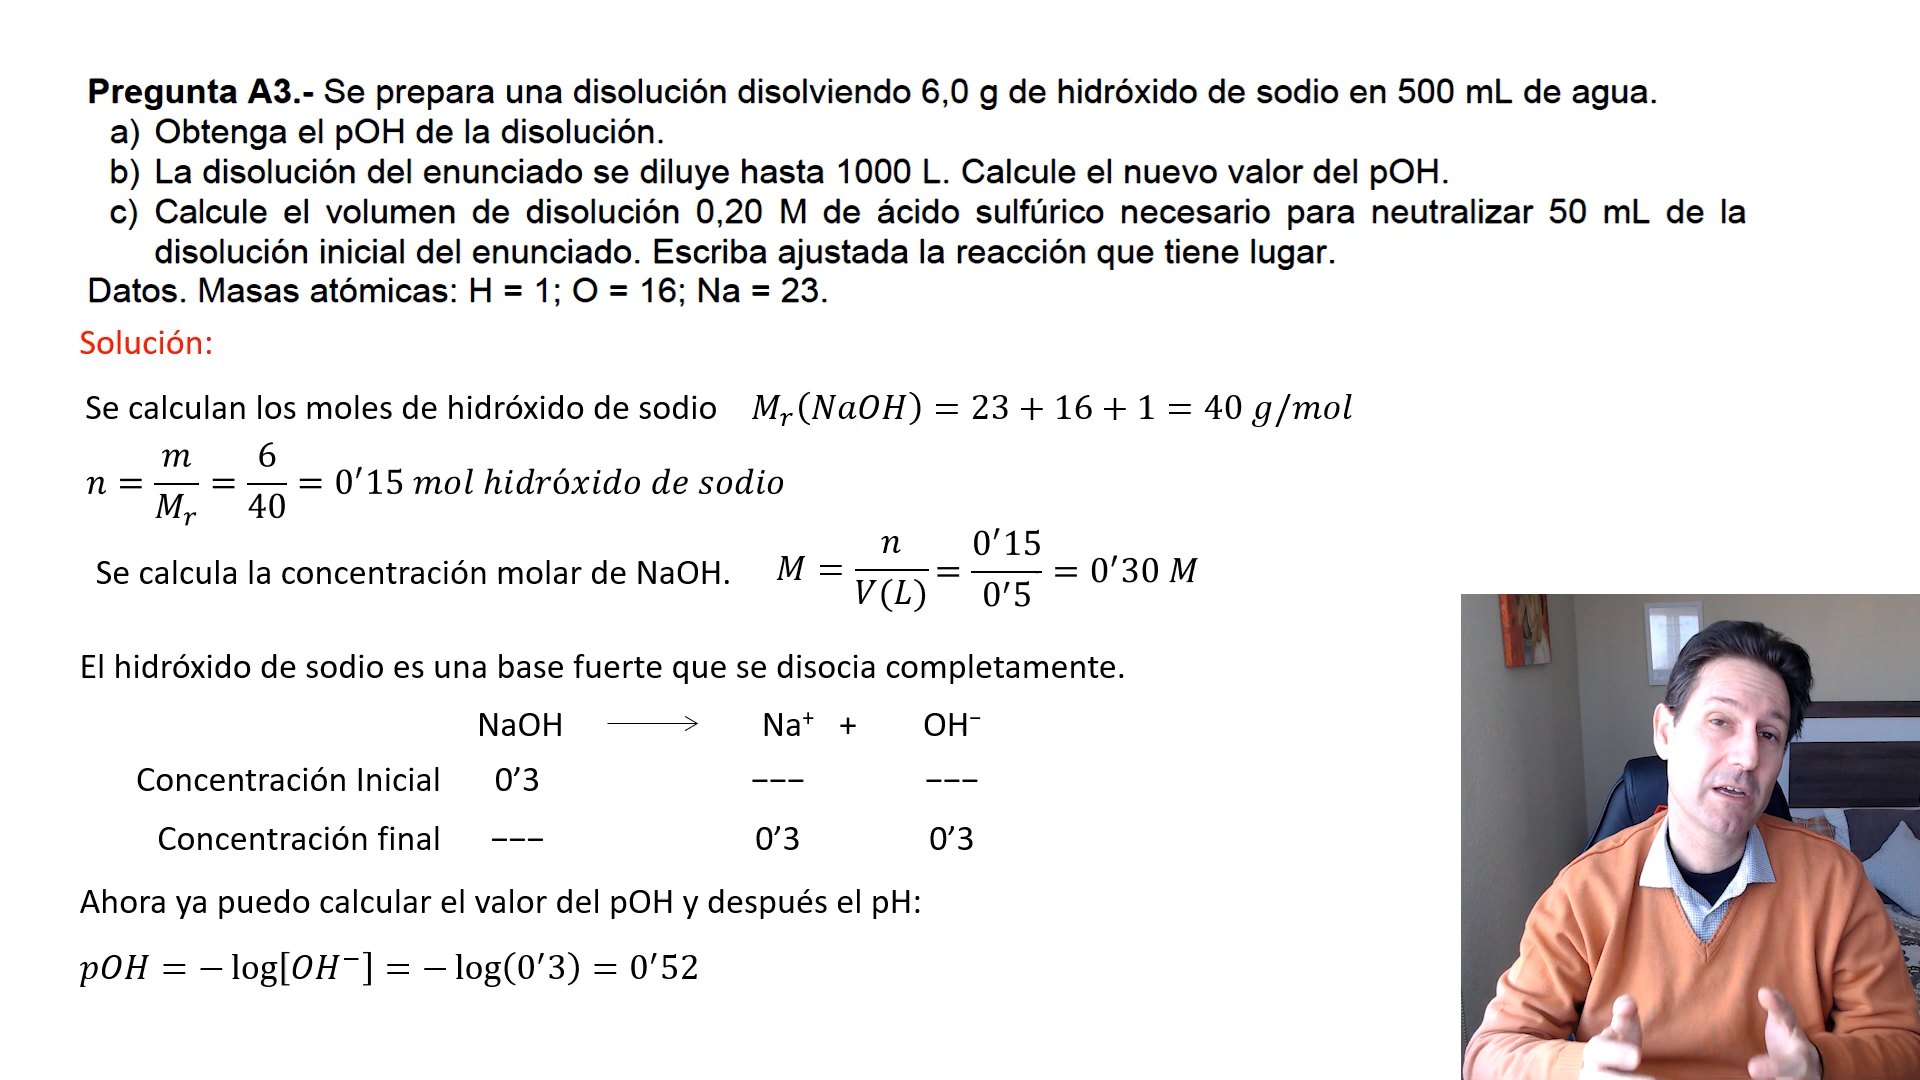 Pregunta A3.- Se prepara una disolución disolviendo 6,0 g de hidróxido de sodio en 500 mL de agua.
a) Obtenga el pOH de la disolución.
b) La disolución del enunciado se diluye hasta 1000 L. Calcule el nuevo valor del pOH.
c) Calcule el volumen de disolución 0,20 M de ácido sulfúrico necesario para neutralizar 50 mL de la
disolución inicial del enunciado. Escriba ajustada la reacción que tiene lugar.
Datos. Masas atómicas: H = 1; O = 16; Na = 23.
Solución:
Se calculan los moles de hidróxido de sodio M_r(NaOH) = 23 + 16 + 1 = 40 g/mol
n = m/M_r = 6/40 = 0′15 mol hidróxido de sodio
Se calcula la concentración molar de NaOH. M = n/V(L) = 0′15/0′5 = 0′30 M
El hidróxido de sodio es una base fuerte que se disocia completamente.
NaOH ⟶ Na⁺ + OH⁻
Concentración Inicial 0’3 −−− −−−
Concentración final −−− 0’3 0’3
Ahora ya puedo calcular el valor del pOH y después el pH:
pOH = − log[OH⁻] = − log(0′3) = 0′52